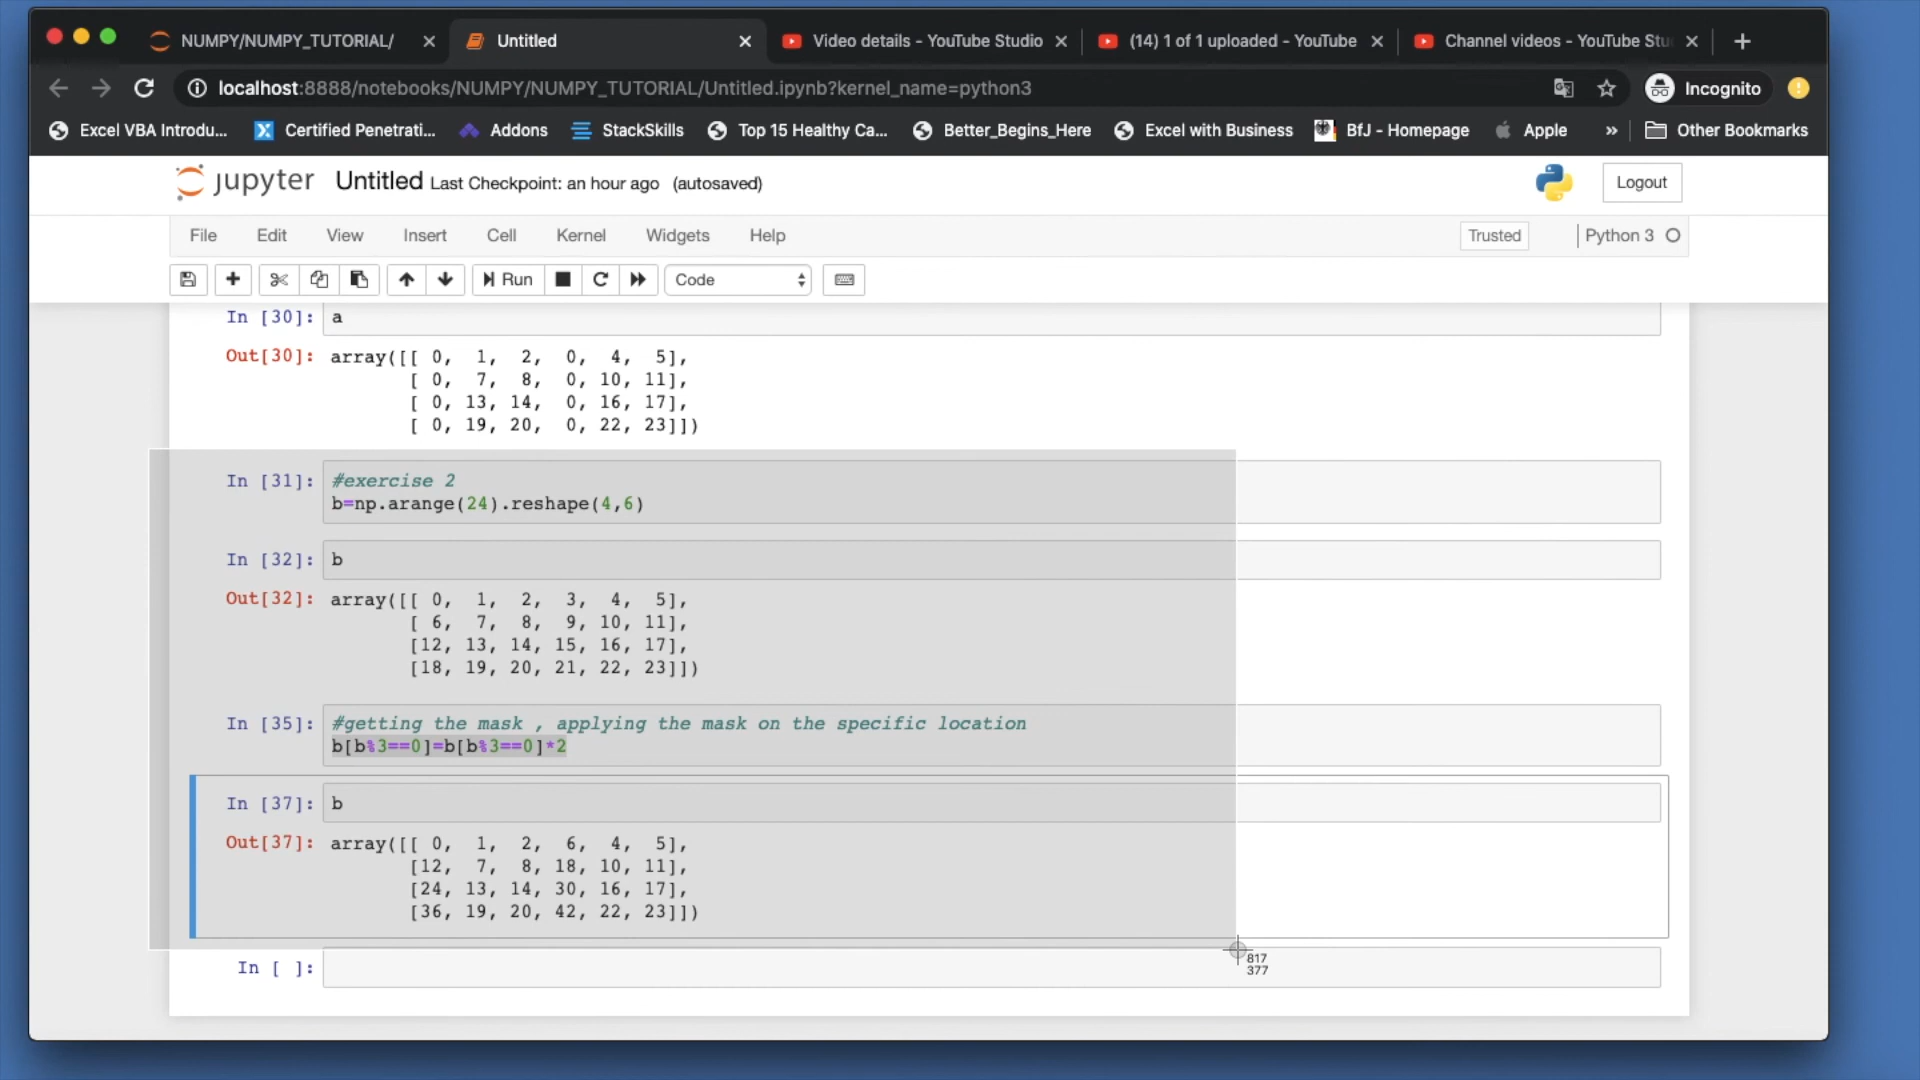 NUMPY/NUMPY_TUTORIAL/
Untitled
Video details - YouTube Studio
(14) 1 of 1 uploaded - YouTube
Channel videos - YouTube Stu
localhost:8888/notebooks/NUMPY/NUMPY_TUTORIAL/Untitled.ipynb?kernel_name=python3
Incognito
Excel VBA Introdu...
Certified Penetrati...
Addons
StackSkills
Top 15 Healthy Ca...
Better_Begins_Here
Excel with Business
BfJ - Homepage
Apple
»
Other Bookmarks
jupyter Untitled Last Checkpoint: an hour ago (autosaved)
Logout
File Edit View Insert Cell Kernel Widgets Help
Trusted
Python 3
Run
Code
In [30]: a
Out[30]: array([[ 0, 1, 2, 0, 4, 5],
[ 0, 7, 8, 0, 10, 11],
[ 0, 13, 14, 0, 16, 17],
[ 0, 19, 20, 0, 22, 23]])
In [31]: #exercise 2
b=np.arange(24).reshape(4,6)
In [32]: b
Out[32]: array([[ 0, 1, 2, 3, 4, 5],
[ 6, 7, 8, 9, 10, 11],
[12, 13, 14, 15, 16, 17],
[18, 19, 20, 21, 22, 23]])
In [35]: #getting the mask , applying the mask on the specific location
b[b%3==0]=b[b%3==0]*2
In [37]: b
Out[37]: array([[ 0, 1, 2, 6, 4, 5],
[12, 7, 8, 18, 10, 11],
[24, 13, 14, 30, 16, 17],
[36, 19, 20, 42, 22, 23]])
In [ ]:
817
377